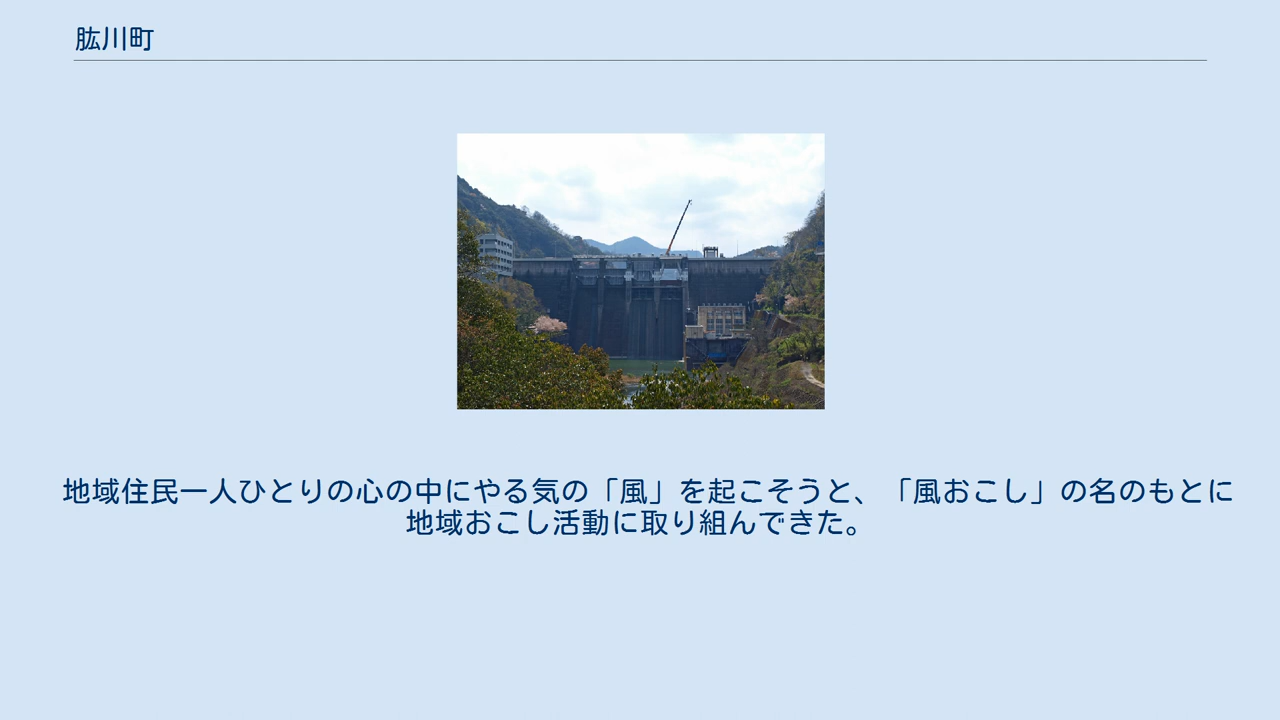 肱川町
地域住民一人ひとりの心の中にやる気の「風」を起こそうと、「風おこし」の名のもとに
地域おこし活動に取り組んできた。